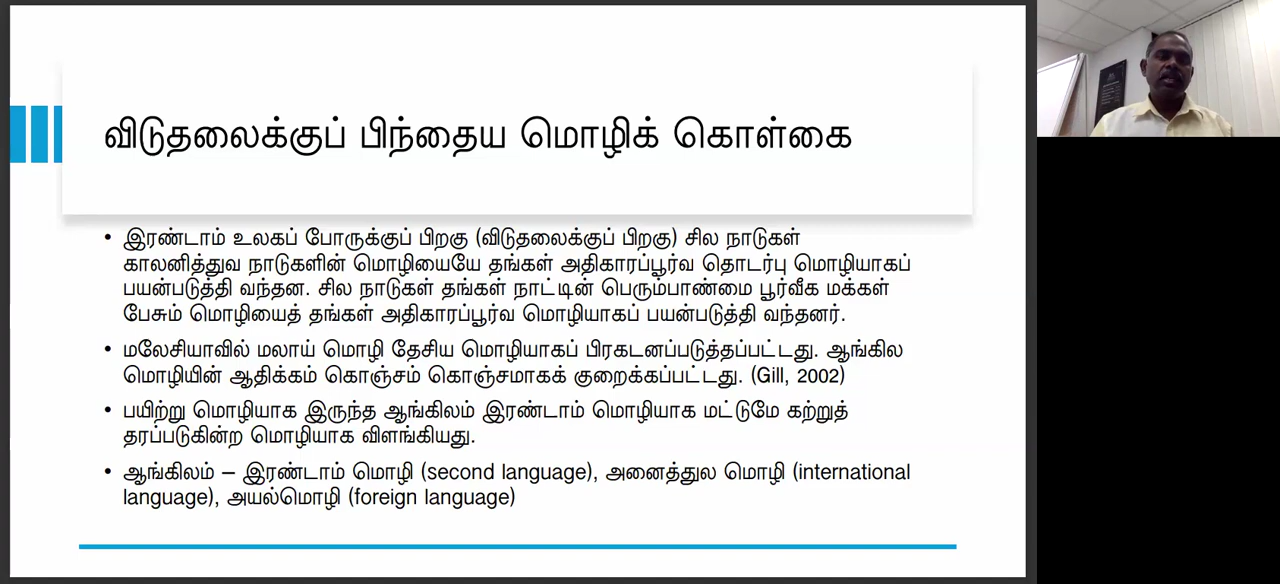 விடுதலைக்குப் பிந்தைய மொழிக் கொள்கை
• இரண்டாம் உலகப் போருக்குப் பிறகு (விடுதலைக்குப் பிறகு) சில நாடுகள்
காலனித்துவ நாடுகளின் மொழியையே தங்கள் அதிகாரப்பூர்வ தொடர்பு மொழியாகப்
பயன்படுத்தி வந்தன. சில நாடுகள் தங்கள் நாட்டின் பெரும்பாண்மை பூர்வீக மக்கள்
பேசும் மொழியைத் தங்கள் அதிகாரப்பூர்வ மொழியாகப் பயன்படுத்தி வந்தனர்.
• மலேசியாவில் மலாய் மொழி தேசிய மொழியாகப் பிரகடனப்படுத்தப்பட்டது. ஆங்கில
மொழியின் ஆதிக்கம் கொஞ்சம் கொஞ்சமாகக் குறைக்கப்பட்டது. (Gill, 2002)
• பயிற்று மொழியாக இருந்த ஆங்கிலம் இரண்டாம் மொழியாக மட்டுமே கற்றுத்
தரப்படுகின்ற மொழியாக விளங்கியது.
• ஆங்கிலம் – இரண்டாம் மொழி (second language), அனைத்துல மொழி (international
language), அயல்மொழி (foreign language)